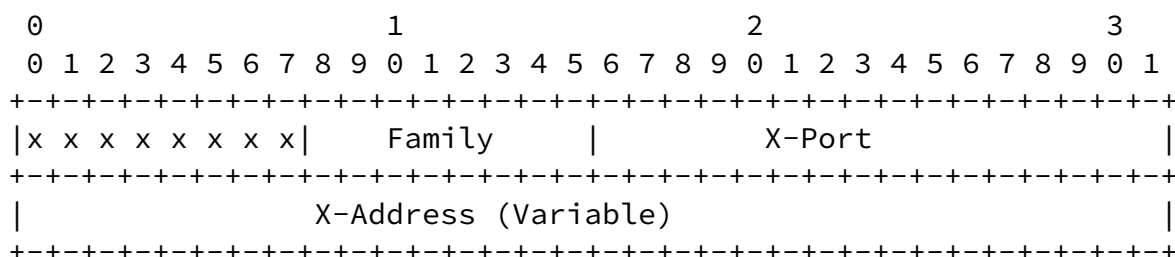 0                   1                   2                   3
 0 1 2 3 4 5 6 7 8 9 0 1 2 3 4 5 6 7 8 9 0 1 2 3 4 5 6 7 8 9 0 1
+-+-+-+-+-+-+-+-+-+-+-+-+-+-+-+-+-+-+-+-+-+-+-+-+-+-+-+-+-+-+-+-+
|x x x x x x x x|    Family     |         X-Port                |
+-+-+-+-+-+-+-+-+-+-+-+-+-+-+-+-+-+-+-+-+-+-+-+-+-+-+-+-+-+-+-+-+
|                X-Address (Variable)                           |
+-+-+-+-+-+-+-+-+-+-+-+-+-+-+-+-+-+-+-+-+-+-+-+-+-+-+-+-+-+-+-+-+